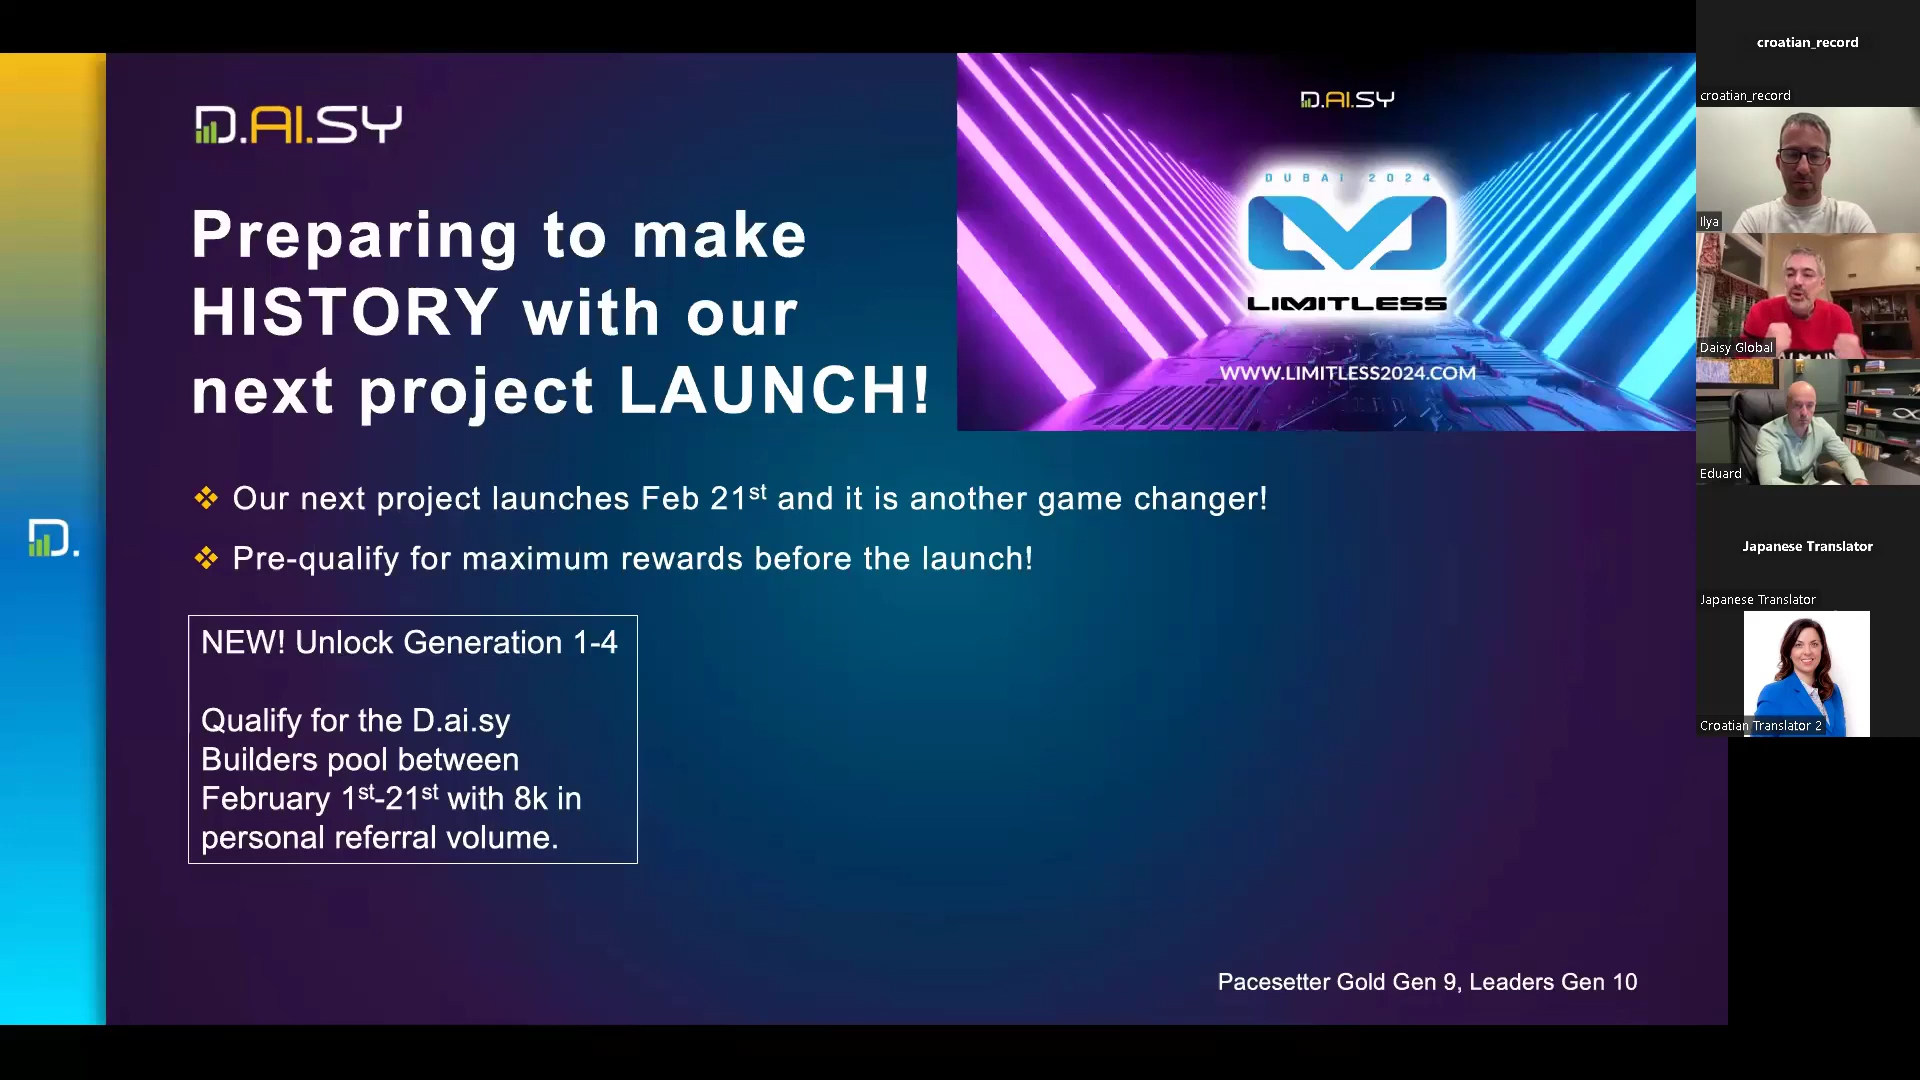 D.AI.SY
Preparing to make
HISTORY with our
next project LAUNCH!
D.AI.SY
DUBAI 2024
LIMITLESS
WWW.LIMITLESS2024.COM
❖ Our next project launches Feb 21st and it is another game changer!
❖ Pre-qualify for maximum rewards before the launch!
D.
NEW! Unlock Generation 1-4
Qualify for the D.ai.sy
Builders pool between
February 1st-21st with 8k in
personal referral volume.
Pacesetter Gold Gen 9, Leaders Gen 10
croatian_record
croatian_record
Ilya
Daisy Global
Eduard
Japanese Translator
Japanese Translator
Croatian Translator 2